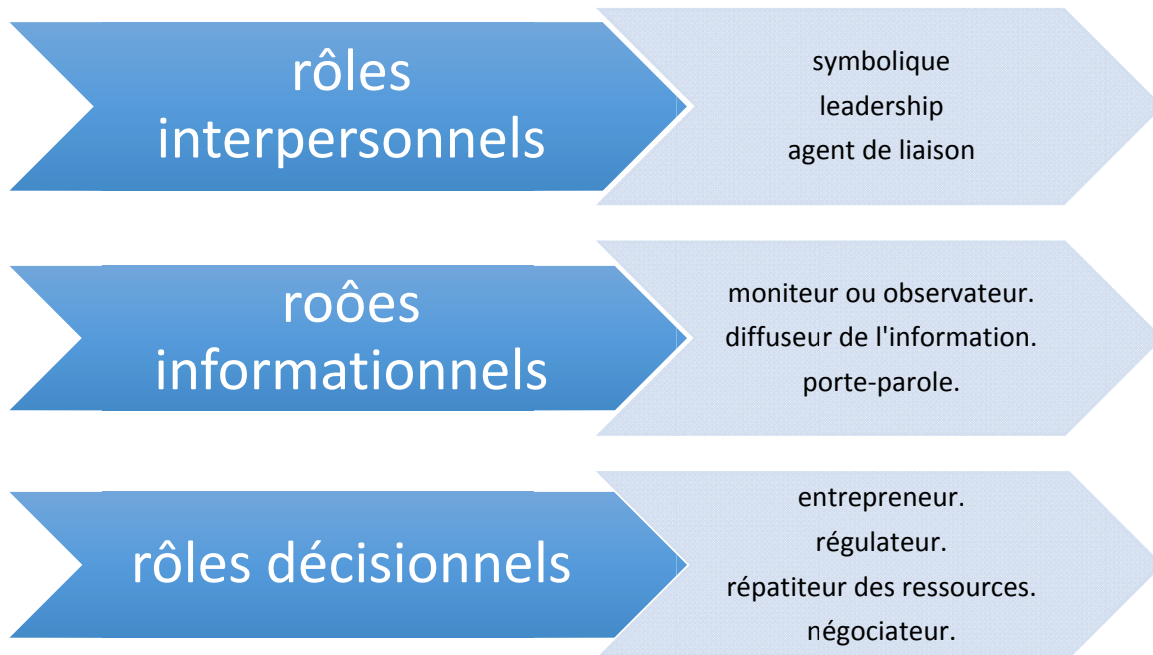 rôles
interpersonnels
symbolique
leadership
agent de liaison
roôes
informationnels
moniteur ou observateur.
diffuseur de l'information.
porte-parole.
rôles décisionnels
entrepreneur.
régulateur.
répatiteur des ressources.
négociateur.